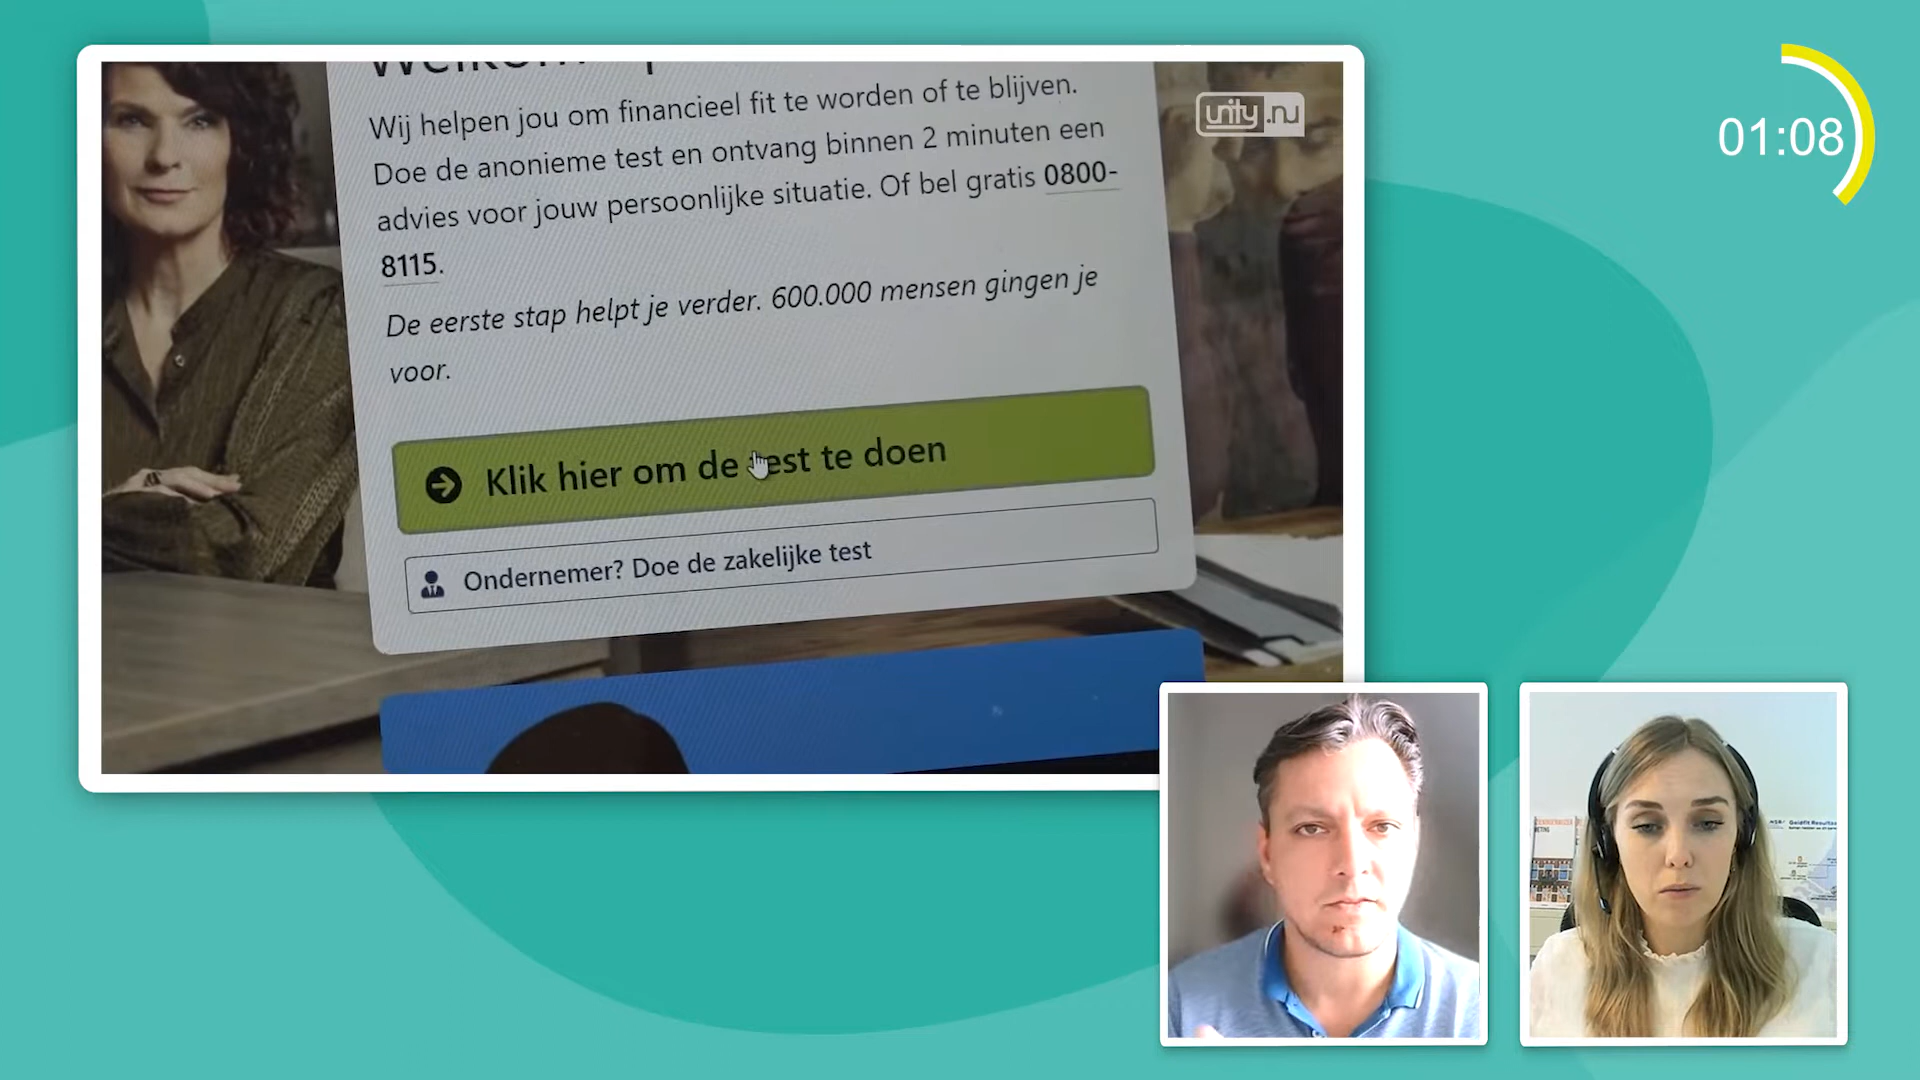 Wij helpen jou om financieel fit te worden of te blijven.
Doe de anonieme test en ontvang binnen 2 minuten een
advies voor jouw persoonlijke situatie. Of bel gratis 0800-
8115.
De eerste stap helpt je verder. 600.000 mensen gingen je
voor.
Klik hier om de test te doen
Ondernemer? Doe de zakelijke test
unity.nu
01:08